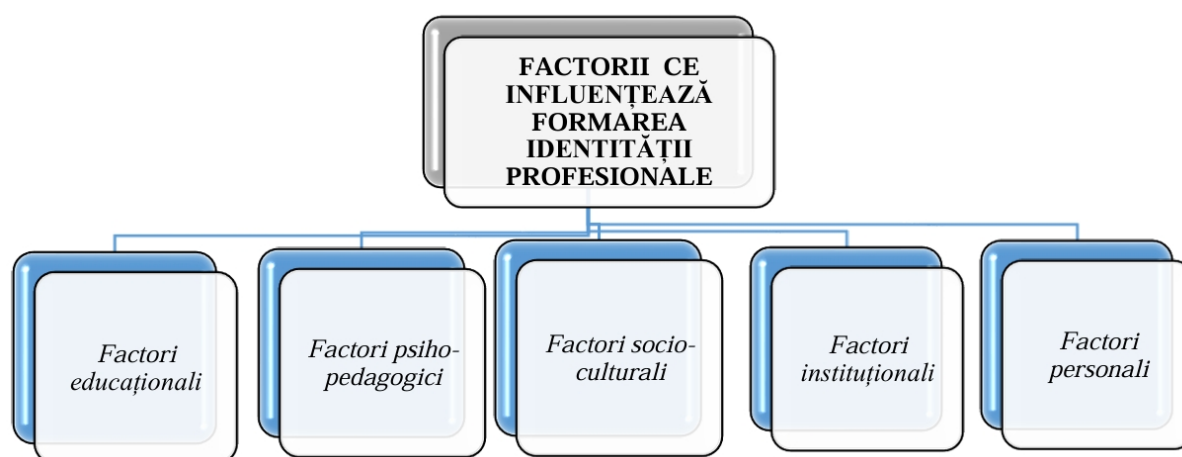 FACTORII CE
INFLUENȚEAZĂ
FORMAREA
IDENTITĂȚII
PROFESIONALE
Factori
educaționali
Factori psiho-
pedagogici
Factori socio-
culturali
Factori
instituționali
Factori
personali